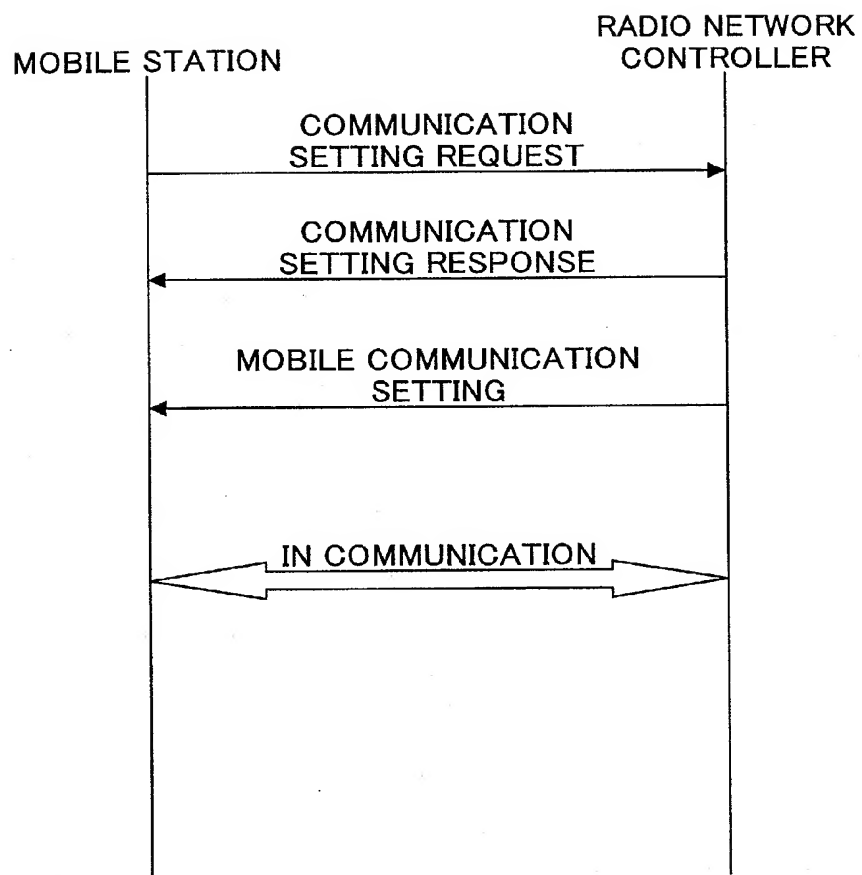 MOBILE STATION
RADIO NETWORK
CONTROLLER
COMMUNICATION
SETTING REQUEST
COMMUNICATION
SETTING RESPONSE
MOBILE COMMUNICATION
SETTING
IN COMMUNICATION